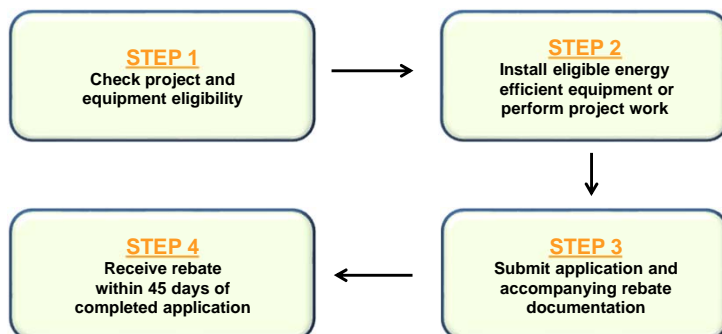 STEP 1
Check project and
equipment eligibility
STEP 2
Install eligible energy
efficient equipment or
perform project work
STEP 3
Submit application and
accompanying rebate
documentation
STEP 4
Receive rebate
within 45 days of
completed application